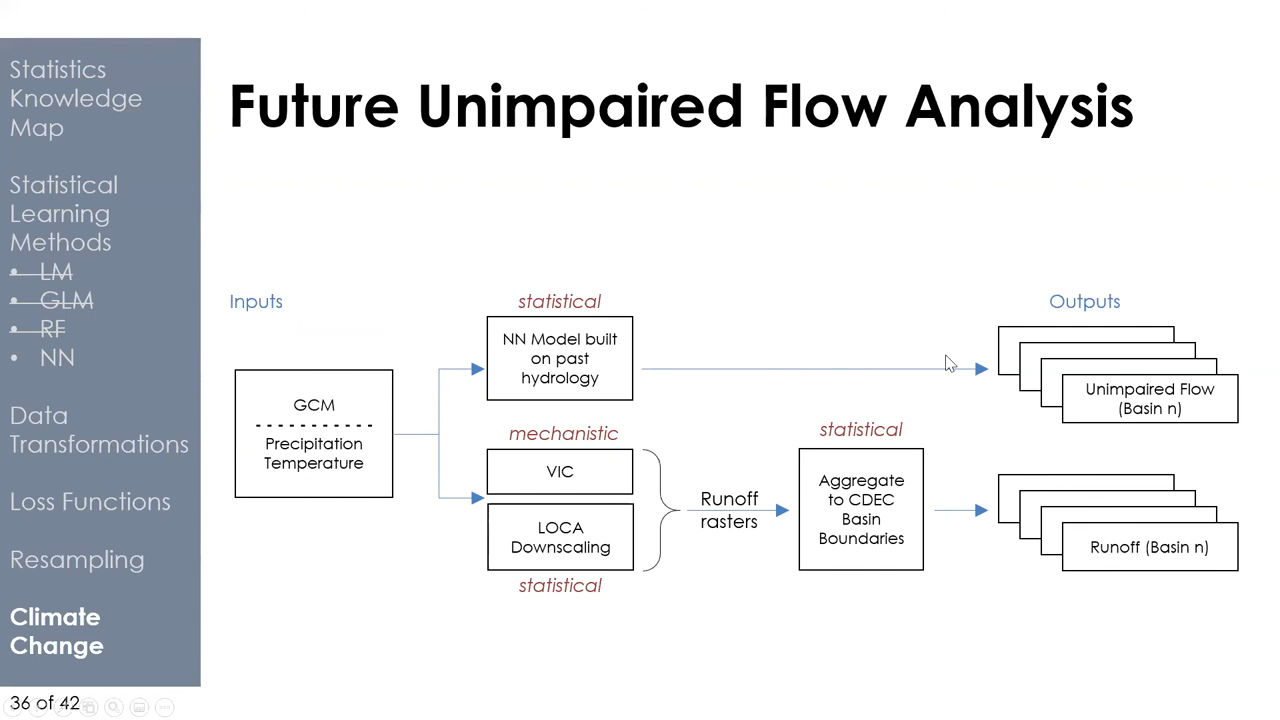 Statistics
Knowledge
Map
Statistical
Learning
Methods
• LM
• GLM
• RF
• NN
Data
Transformations
Loss Functions
Resampling
Climate
Change
36 of 42
Future Unimpaired Flow Analysis
Inputs
GCM
Precipitation
Temperature
statistical
NN Model built
on past
hydrology
mechanistic
VIC
LOCA
Downscaling
statistical
Runoff
rasters
statistical
Aggregate
to CDEC
Basin
Boundaries
Outputs
Unimpaired Flow
(Basin n)
Runoff (Basin n)